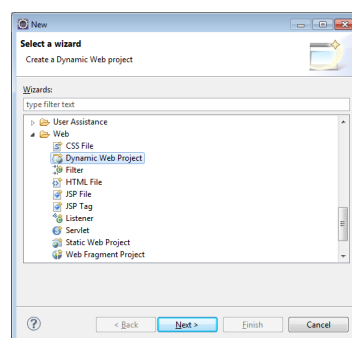 New
Select a wizard
Create a Dynamic Web project
Wizards:
type filter text
User Assistance
Web
CSS File
Dynamic Web Project
Filter
HTML File
JSP File
JSP Tag
Listener
Servlet
Static Web Project
Web Fragment Project
? < Back Next > Finish Cancel